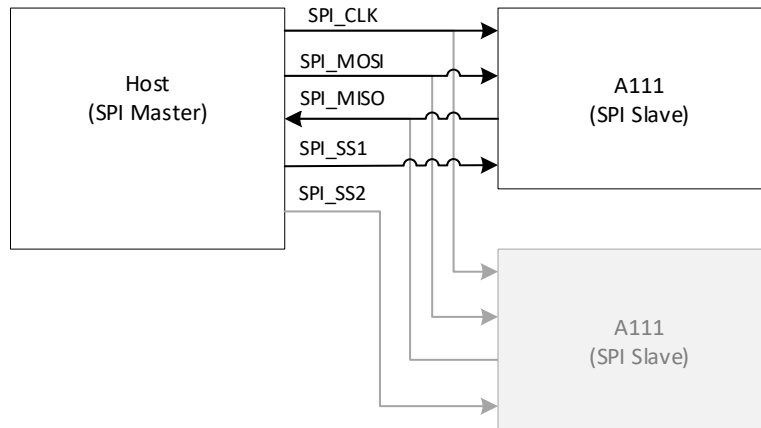 SPI_CLK
SPI_MOSI
SPI_MISO
SPI_SS1
SPI_SS2
Host
(SPI Master)
A111
(SPI Slave)
A111
(SPI Slave)